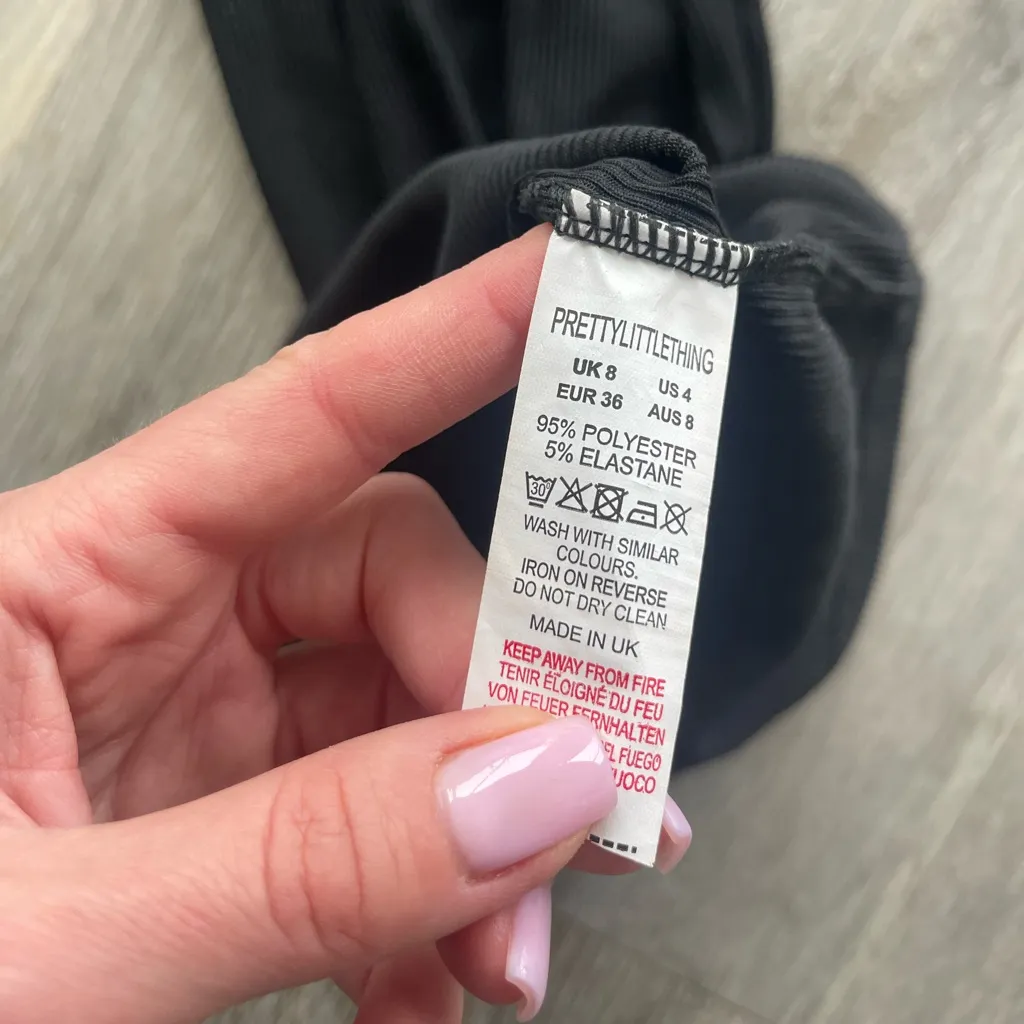 PRETTYLITTLETHING
UK 8 US 4
EUR 36 AUS 8
95% POLYESTER
5% ELASTANE
30°
WASH WITH SIMILAR
COLOURS.
IRON ON REVERSE
DO NOT DRY CLEAN
MADE IN UK
KEEP AWAY FROM FIRE
TENIR ÉLOIGNÉ DU FEU
VON FEUER FERNHALTEN
FUEGO